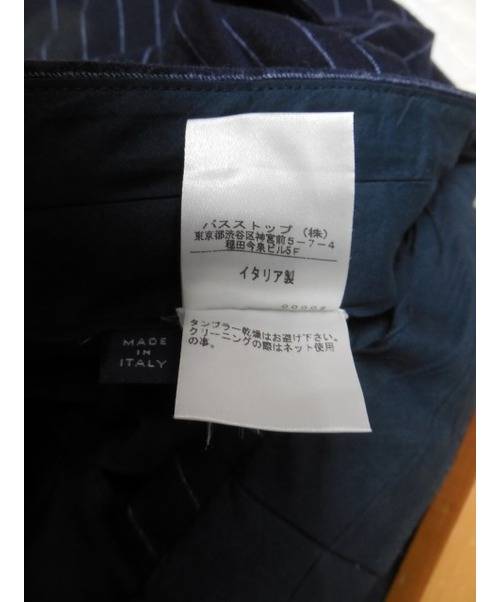 バスストップ (株)
東京都渋谷区神宮前5-7-4
穏田今泉ビル5F
イタリア製
タンブラー乾燥はお避け下さい。
クリーニングの際はネット使用
の事。
MADE
IN
ITALY